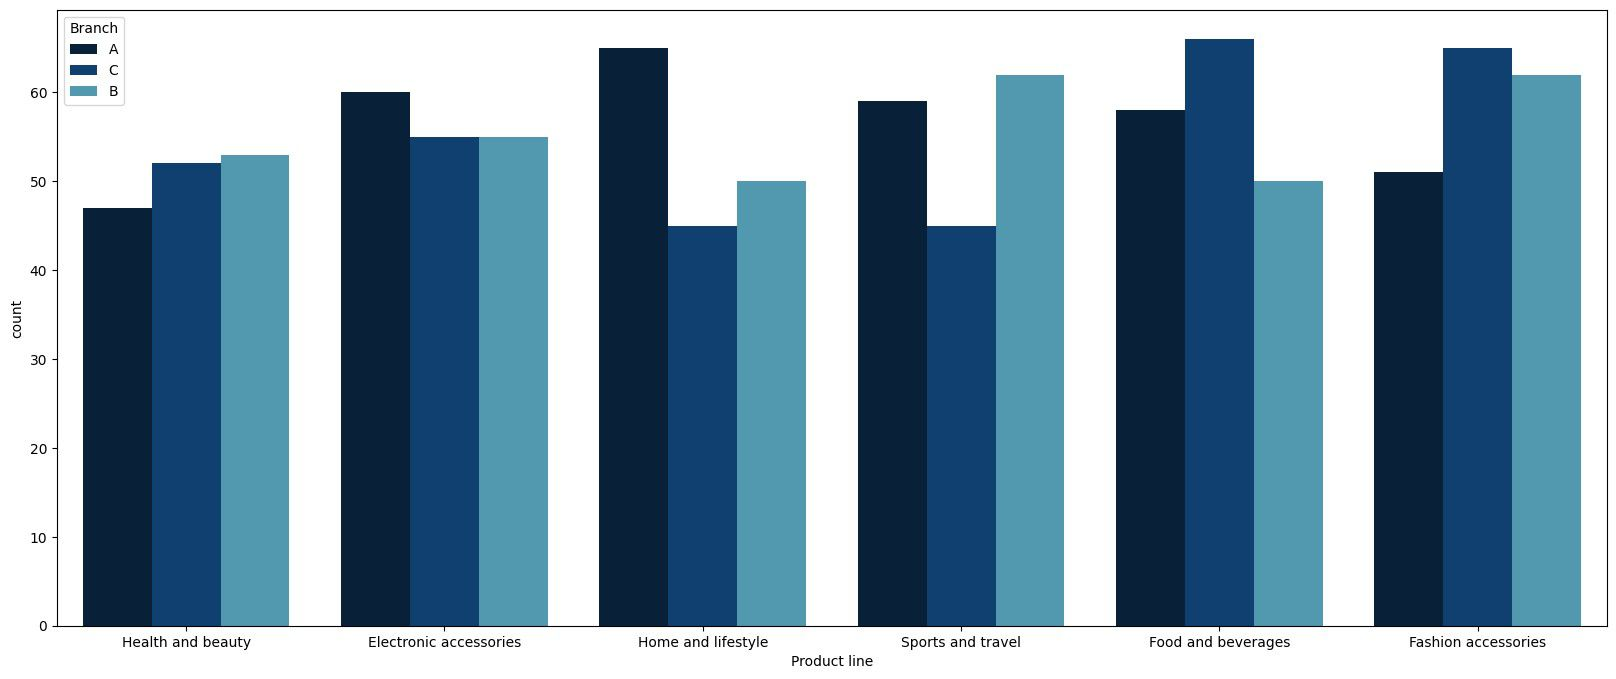 Branch
A
C
B
60
50
40
30
20
10
0
count
Health and beauty
Electronic accessories
Home and lifestyle
Sports and travel
Food and beverages
Fashion accessories
Product line